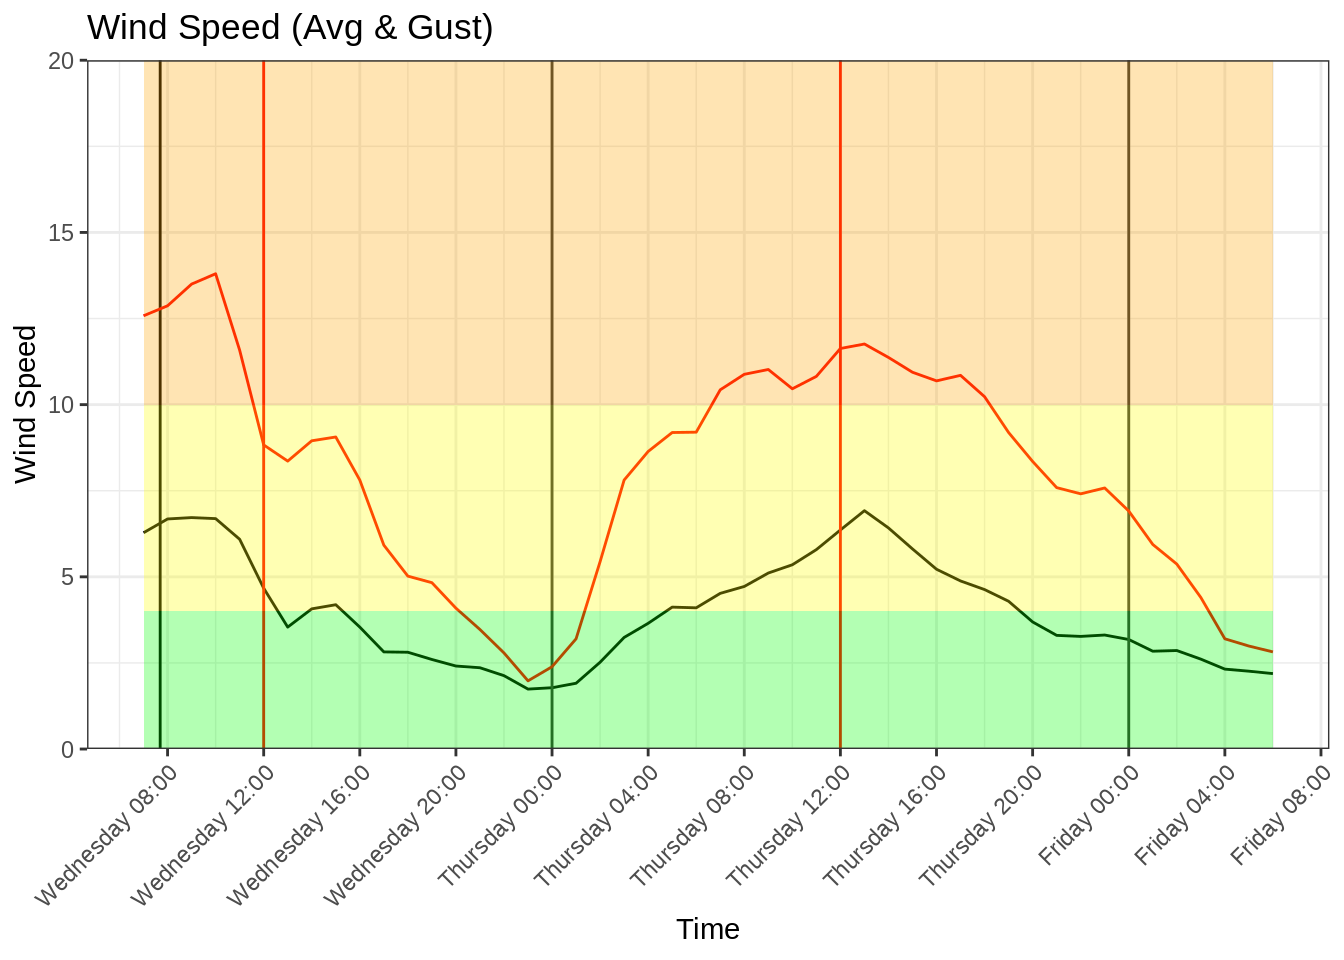 Wind Speed (Avg & Gust)
20
15
10
5
0
Wind Speed
Wednesday 08:00
Wednesday 12:00
Wednesday 16:00
Wednesday 20:00
Thursday 00:00
Thursday 04:00
Thursday 08:00
Thursday 12:00
Thursday 16:00
Thursday 20:00
Friday 00:00
Friday 04:00
Friday 08:00
Time